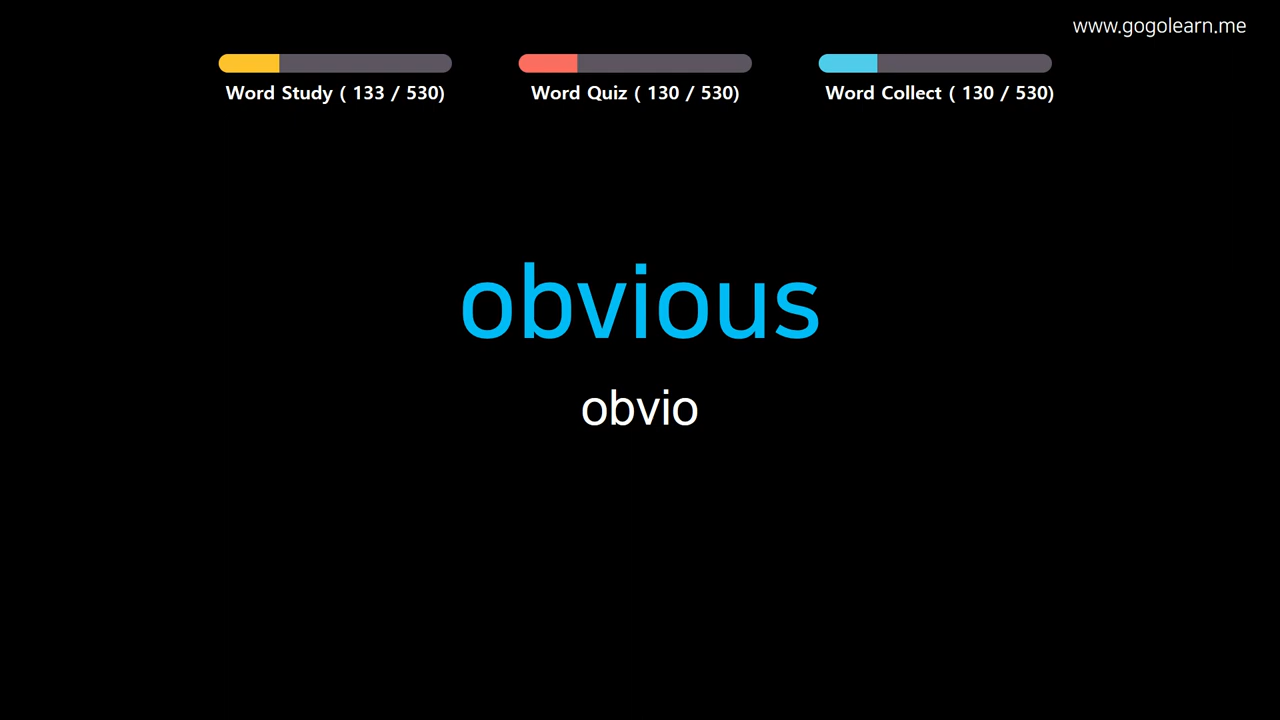 www.gogolearn.me
Word Study ( 133 / 530)
Word Quiz ( 130 / 530)
Word Collect ( 130 / 530)
obvious
obvio